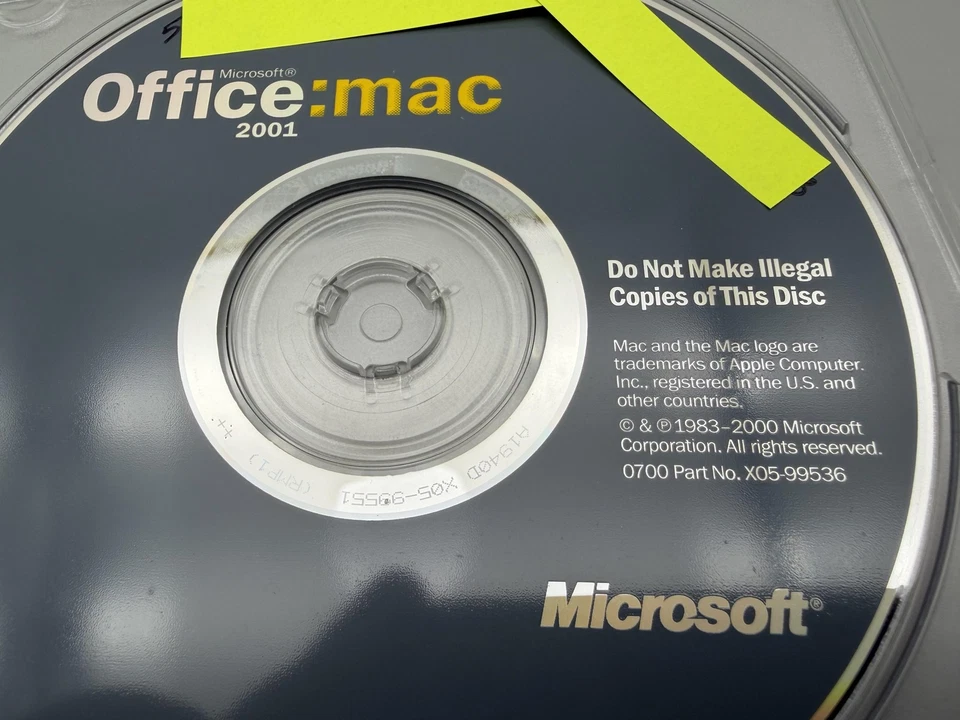 Microsoft®
Office:mac
2001
Do Not Make Illegal
Copies of This Disc
Mac and the Mac logo are
trademarks of Apple Computer.
Inc., registered in the U.S. and
other countries.
© & ℗ 1983-2000 Microsoft
Corporation. All rights reserved.
0700 Part No. X05-99536
A1940D X05-99551
(RMP1)
Microsoft®